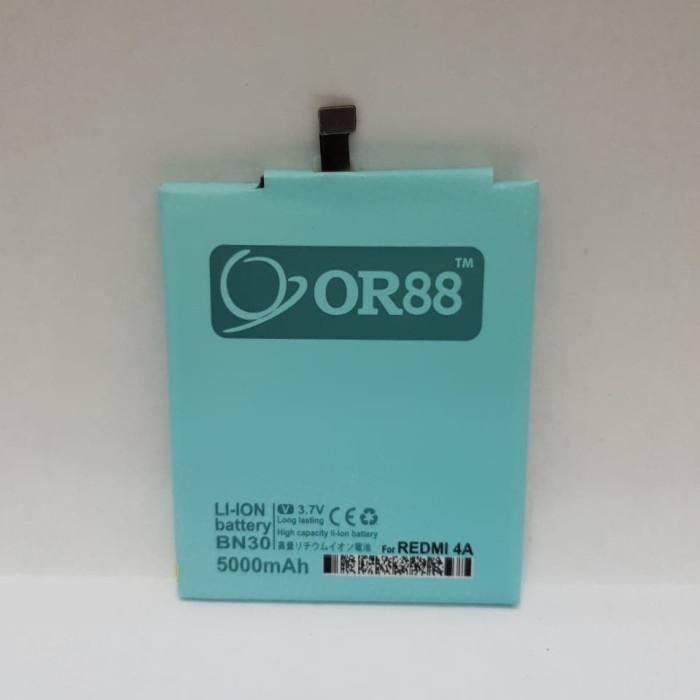 OR88™
LI-ION
battery
BN30
V 3.7V
Long lasting
High capacity li-ion battery
高量リチウムイオン電池
5000mAh
For REDMI 4A